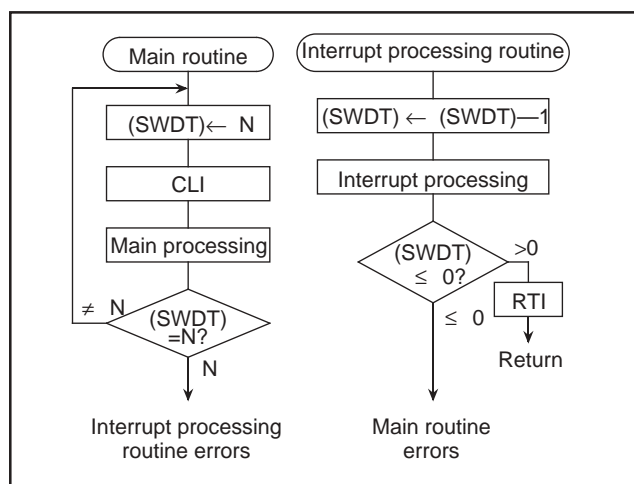 Main routine
(SWDT)← N
CLI
Main processing
≠ N
(SWDT)
=N?
N
Interrupt processing
routine errors
Interrupt processing routine
(SWDT) ← (SWDT)—1
Interrupt processing
(SWDT)
≤ 0?
>0
≤ 0
RTI
Return
Main routine
errors